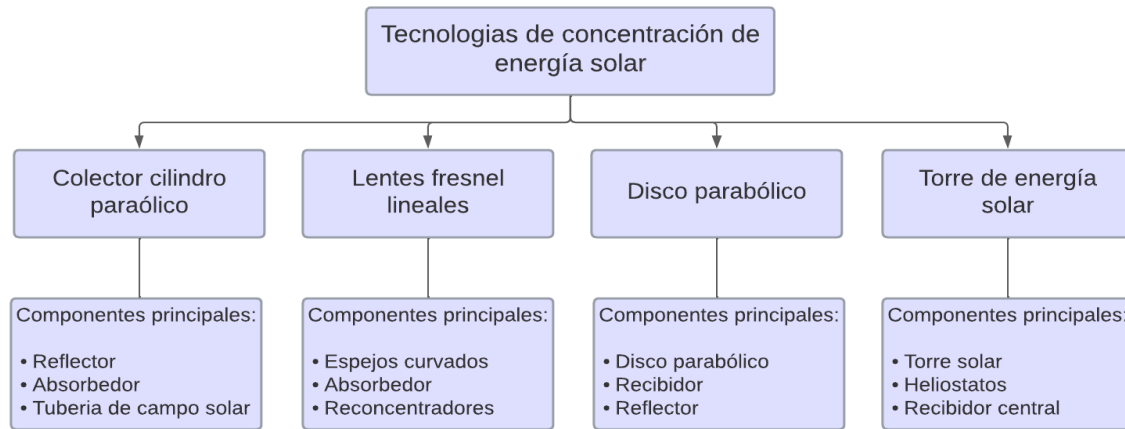 Tecnologias de concentración de
energía solar
Colector cilindro
paraólico
Lentes fresnel
lineales
Disco parabólico
Torre de energía
solar
Componentes principales:
• Reflector
• Absorbedor
• Tuberia de campo solar
Componentes principales:
• Espejos curvados
• Absorbedor
• Reconcentradores
Componentes principales:
• Disco parabólico
• Recibidor
• Reflector
Componentes principales:
• Torre solar
• Heliostatos
• Recibidor central